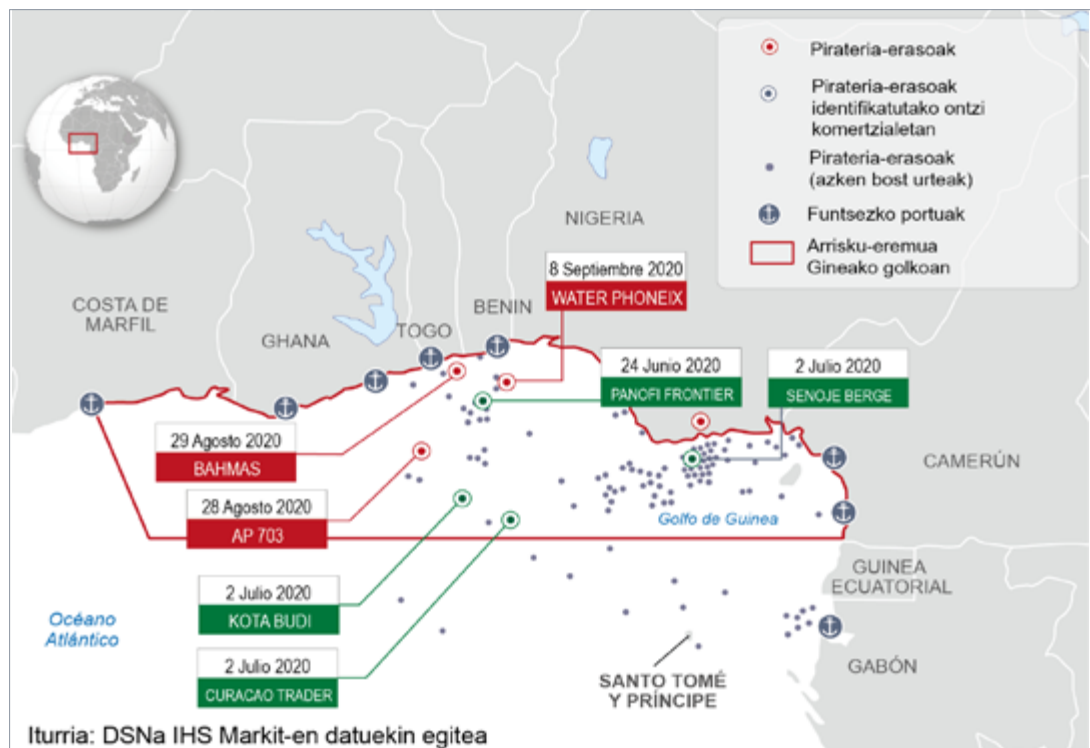 Pirateria-erasoak
Pirateria-erasoak
identifikatutako ontzi
komertzialetan
Pirateria-erasoak
(azken bost urteak)
Funtsezko portuak
Arrisku-eremua
Gineako golkoan
NIGERIA
8 Septiembre 2020
WATER PHONEIX
COSTA DE
MARFIL
BENIN
TOGO
GHANA
24 Junio 2020
PANOFI FRONTIER
2 Julio 2020
SENOJE BERGE
29 Agosto 2020
BAHMAS
CAMERÚN
28 Agosto 2020
AP 703
Golfo de Guinea
GUINEA
ECUATORIAL
2 Julio 2020
KOTA BUDI
Océano
Atlántico
2 Julio 2020
CURACAO TRADER
GABÓN
SANTO TOMÉ
Y PRÍNCIPE
Iturria: DSNa IHS Markit-en datuekin egitea